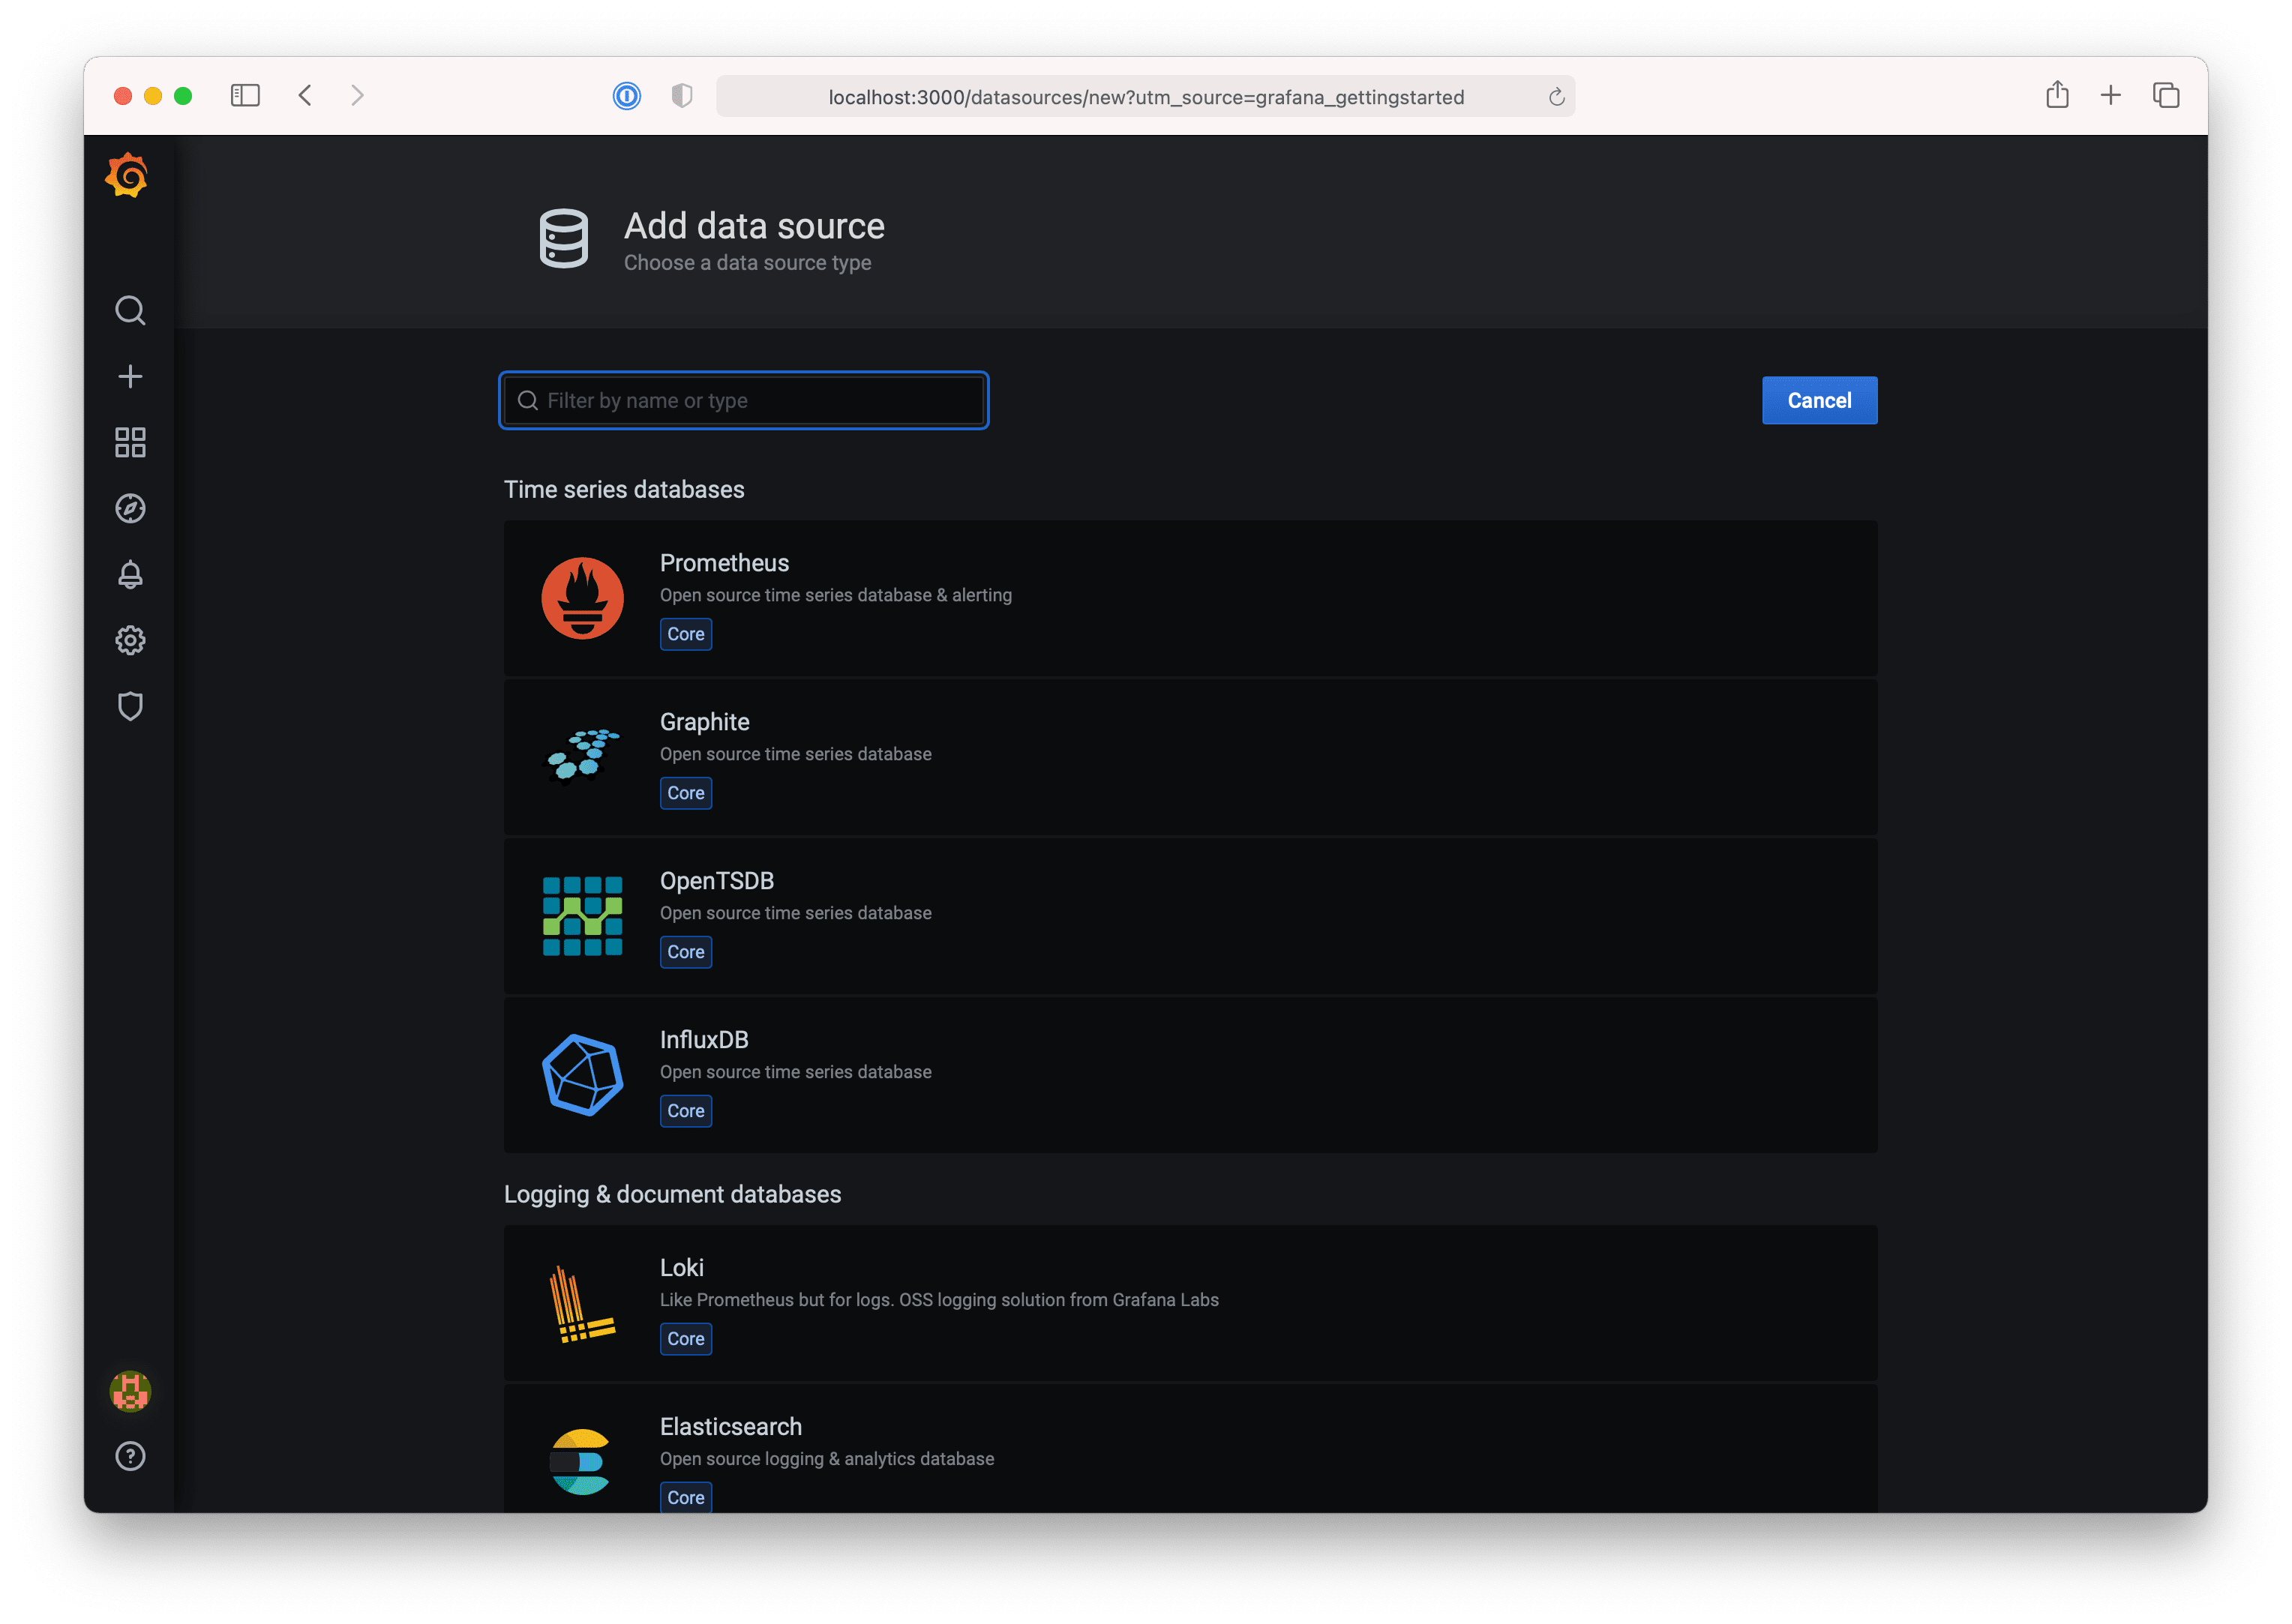 localhost:3000/datasources/new?utm_source=grafana_gettingstarted
Add data source
Choose a data source type
Filter by name or type
Cancel
Time series databases
Prometheus
Open source time series database & alerting
Core
Graphite
Open source time series database
Core
OpenTSDB
Open source time series database
Core
InfluxDB
Open source time series database
Core
Logging & document databases
Loki
Like Prometheus but for logs. OSS logging solution from Grafana Labs
Core
Elasticsearch
Open source logging & analytics database
Core